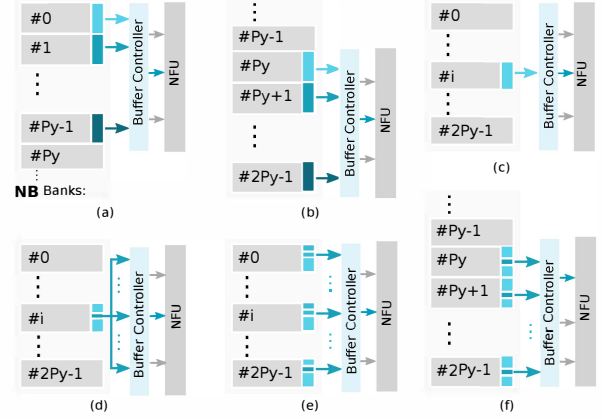 #0
#1
#Py-1
#Py
NB Banks:
Buffer Controller
NFU
(a)
#Py-1
#Py
#Py+1
#2Py-1
Buffer Controller
NFU
(b)
#0
#i
#2Py-1
Buffer Controller
NFU
(c)
#0
#i
#2Py-1
Buffer Controller
NFU
(d)
#0
#i
#2Py-1
Buffer Controller
NFU
(e)
#Py-1
#Py
#Py+1
#2Py-1
Buffer Controller
NFU
(f)